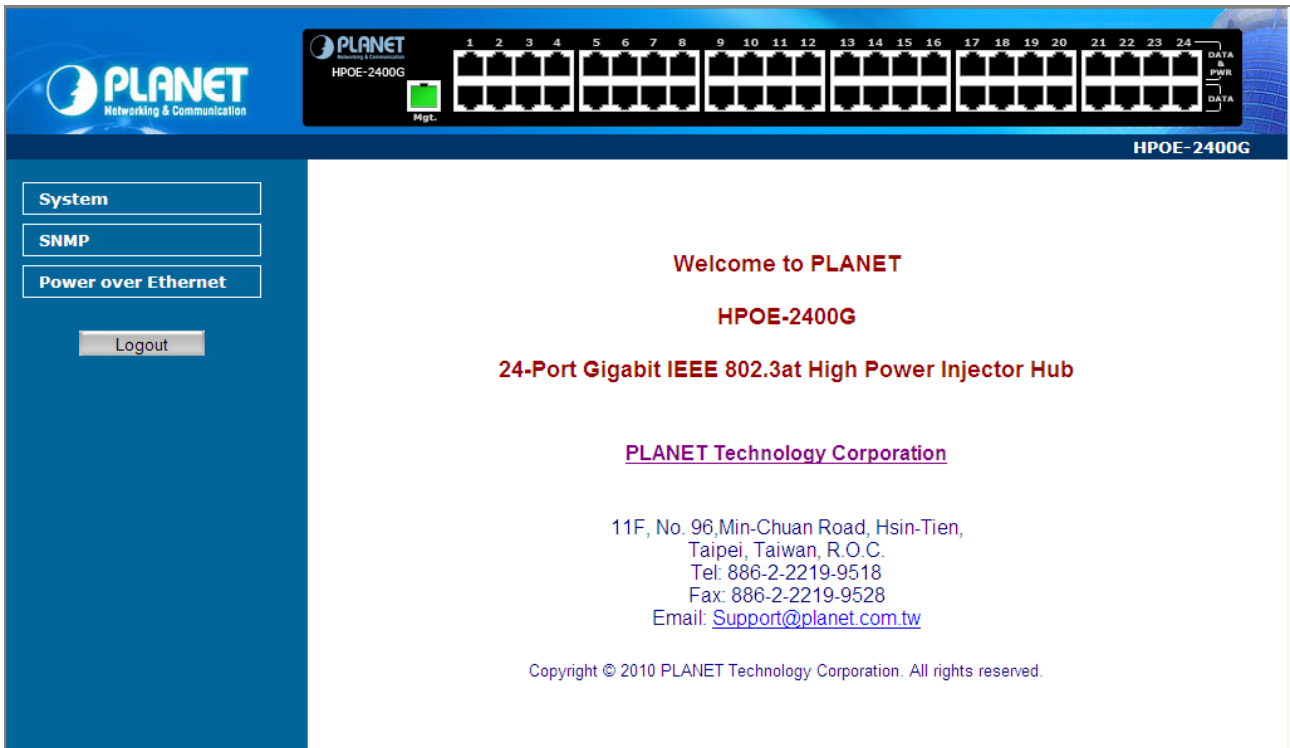 PLANET
Networking & Communication
PLANET
Networking & Communication
HPOE-2400G
Mgt.
1 2 3 4 5 6 7 8 9 10 11 12 13 14 15 16 17 18 19 20 21 22 23 24
DATA
&
PWR
DATA
HPOE-2400G
System
SNMP
Power over Ethernet
Logout
Welcome to PLANET
HPOE-2400G
24-Port Gigabit IEEE 802.3at High Power Injector Hub
PLANET Technology Corporation
11F, No. 96,Min-Chuan Road, Hsin-Tien,
Taipei, Taiwan, R.O.C.
Tel: 886-2-2219-9518
Fax: 886-2-2219-9528
Email: Support@planet.com.tw
Copyright © 2010 PLANET Technology Corporation. All rights reserved.